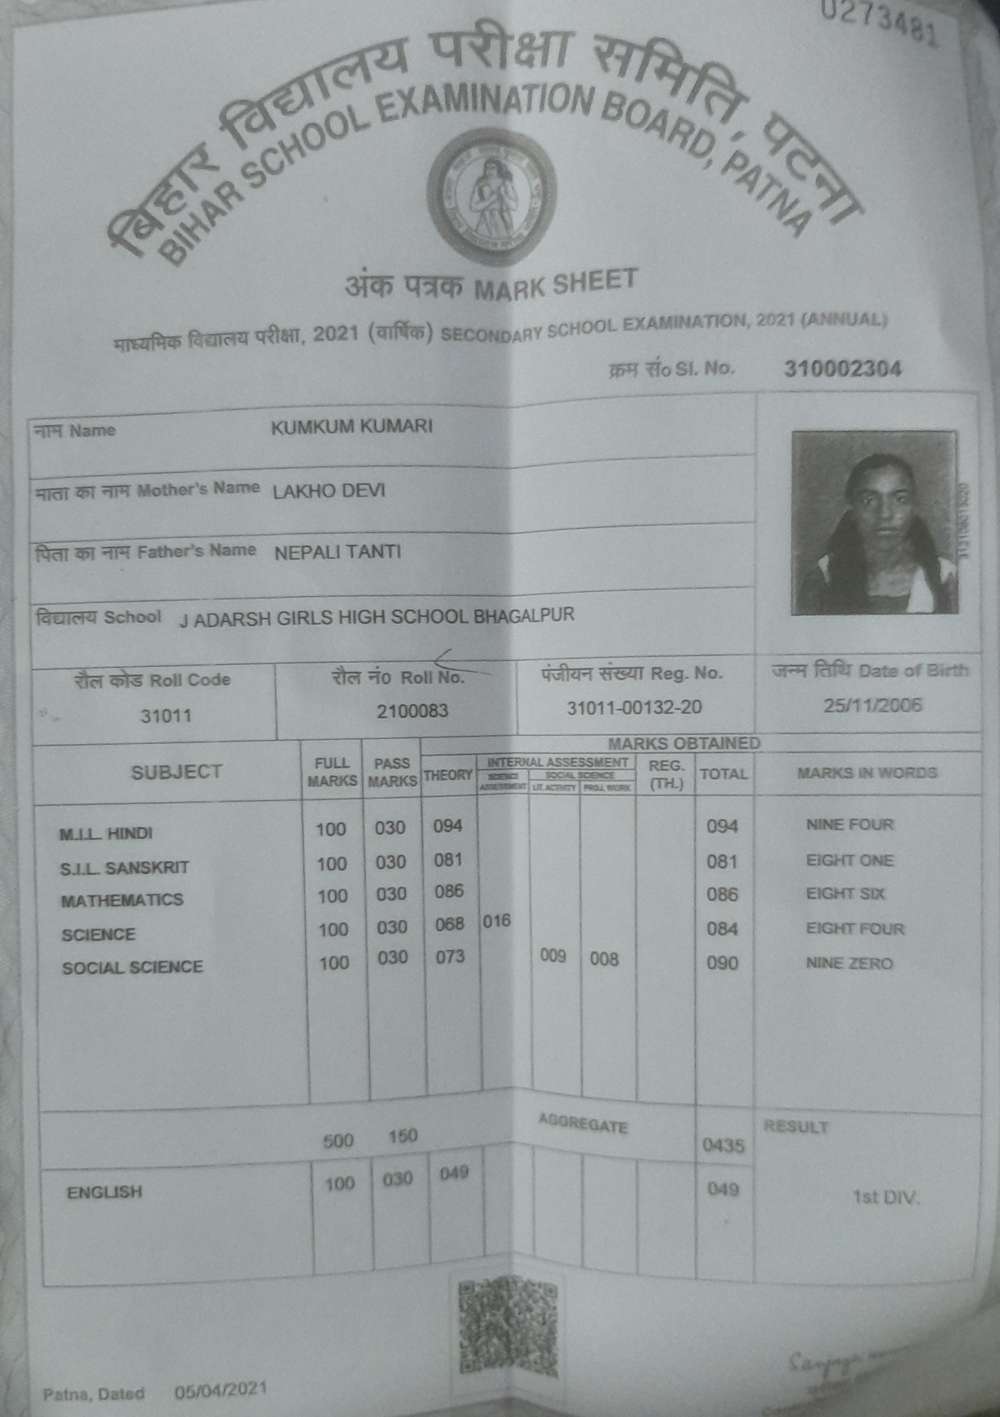 0273481
बिहार विद्यालय परीक्षा समिति, पटना
BIHAR SCHOOL EXAMINATION BOARD, PATNA
अंक पत्रक MARK SHEET
माध्यमिक विद्यालय परीक्षा, 2021 (वार्षिक) SECONDARY SCHOOL EXAMINATION, 2021 (ANNUAL)
क्रम सं० Sl. No. 310002304
नाम Name KUMKUM KUMARI
माता का नाम Mother's Name LAKHO DEVI
पिता का नाम Father's Name NEPALI TANTI
विद्यालय School J ADARSH GIRLS HIGH SCHOOL BHAGALPUR
रौल कोड Roll Code रौल नं० Roll No. पंजीयन संख्या Reg. No. जन्म तिथि Date of Birth
31011 2100083 31011-00132-20 25/11/2006
MARKS OBTAINED
SUBJECT FULL MARKS PASS MARKS THEORY INTERNAL ASSESSMENT REG. (TH.) TOTAL MARKS IN WORDS
SCIENCE ASSESSMENT SOCIAL SCIENCE
LIT. ACTIVITY PROJ. WORK
M.I.L. HINDI 100 030 094 094 NINE FOUR
S.I.L. SANSKRIT 100 030 081 081 EIGHT ONE
MATHEMATICS 100 030 086 086 EIGHT SIX
SCIENCE 100 030 068 016 084 EIGHT FOUR
SOCIAL SCIENCE 100 030 073 009 008 090 NINE ZERO
500 150 AGGREGATE 0435 RESULT
ENGLISH 100 030 049 049 1st DIV.
Patna, Dated 05/04/2021